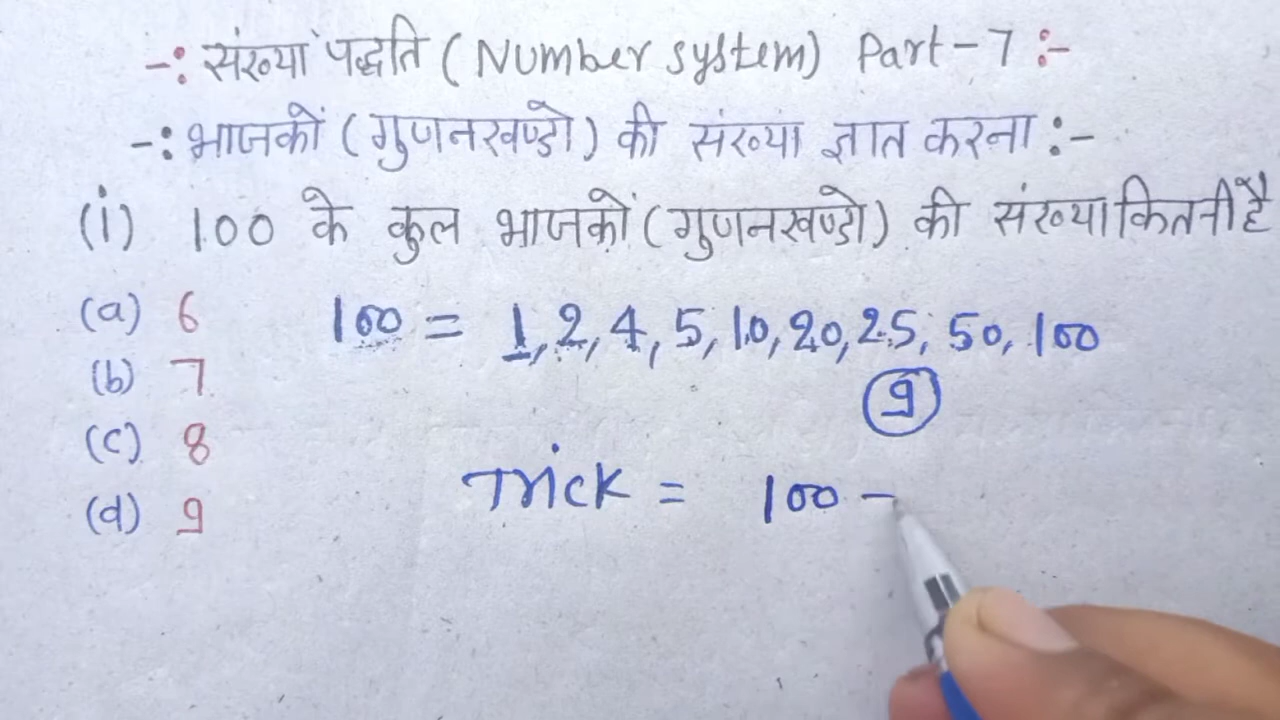 -: संख्या पद्धति ( Number system) Part-7 :-
-: भाजकों ( गुणनखण्डो ) की संख्या ज्ञात करना :-
(i) 100 के कुल भाजकों ( गुणनखण्डो ) की संख्या कितनी है
(a) 6 100 = 1, 2, 4, 5, 10, 20, 25, 50, 100
(b) 7 9
(c) 8
(d) 9 Trick = 100 -